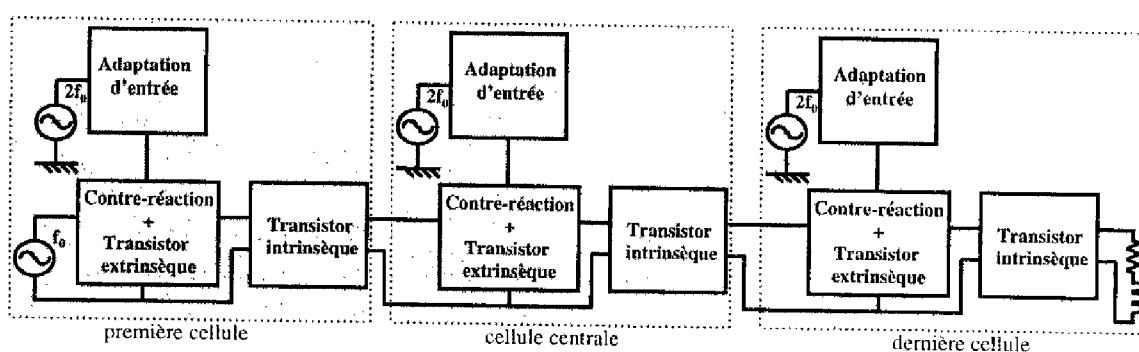 Adaptation
d'entrée
2f₀
Contre-réaction
+
Transistor
extrinsèque
f₀
Transistor
intrinsèque
première cellule
Adaptation
d'entrée
2f₀
Contre-réaction
+
Transistor
extrinsèque
Transistor
intrinsèque
cellule centrale
Adaptation
d'entrée
2f₀
Contre-réaction
+
Transistor
extrinsèque
Transistor
intrinsèque
dernière cellule